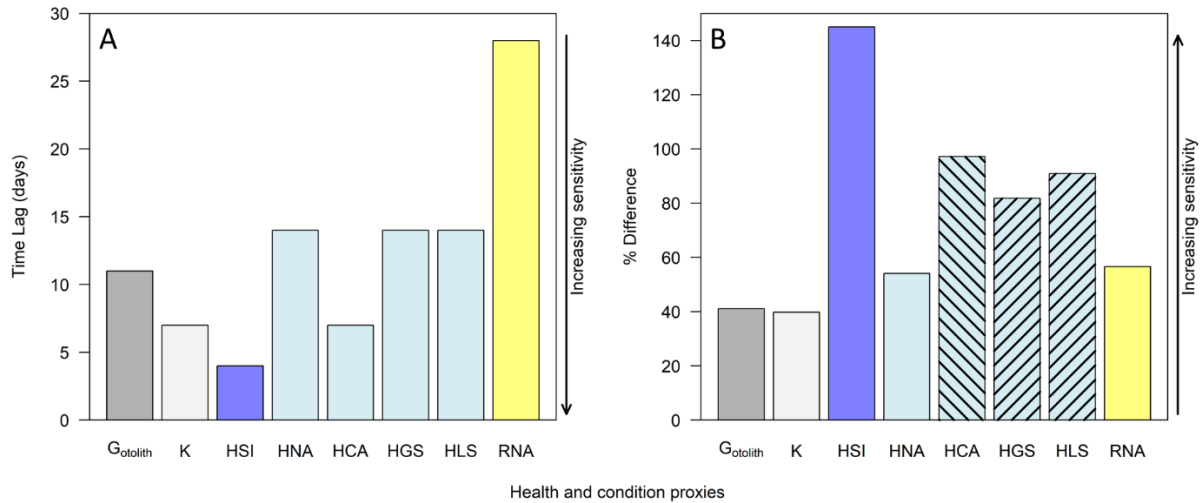 A
Time Lag (days)
30
25
20
15
10
5
0
Gotolith K HSI HNA HCA HGS HLS RNA
Increasing sensitivity
B
% Difference
140
120
100
80
60
40
20
0
Gotolith K HSI HNA HCA HGS HLS RNA
Increasing sensitivity
Health and condition proxies